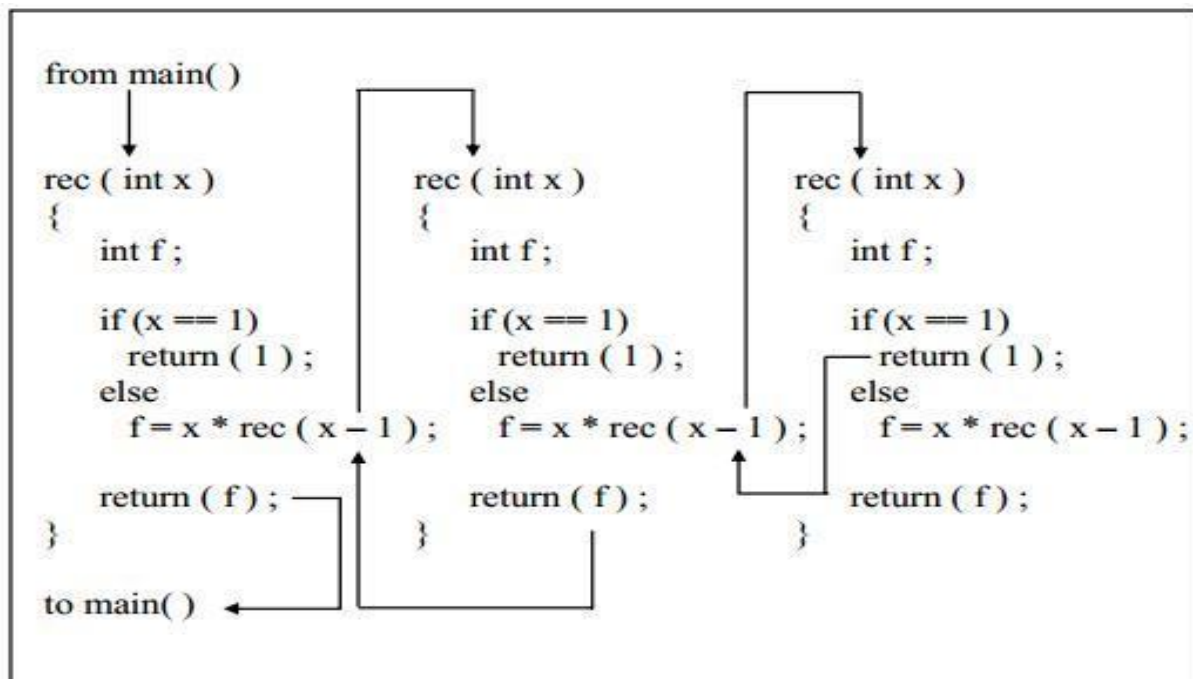 from main( )
rec ( int x )
{
int f ;
if (x == 1)
return ( 1 ) ;
else
f = x * rec ( x – 1 ) ;
return ( f ) ;
}
to main( )
rec ( int x )
{
int f ;
if (x == 1)
return ( 1 ) ;
else
f = x * rec ( x – 1 ) ;
return ( f ) ;
}
rec ( int x )
{
int f ;
if (x == 1)
return ( 1 ) ;
else
f = x * rec ( x – 1 ) ;
return ( f ) ;
}